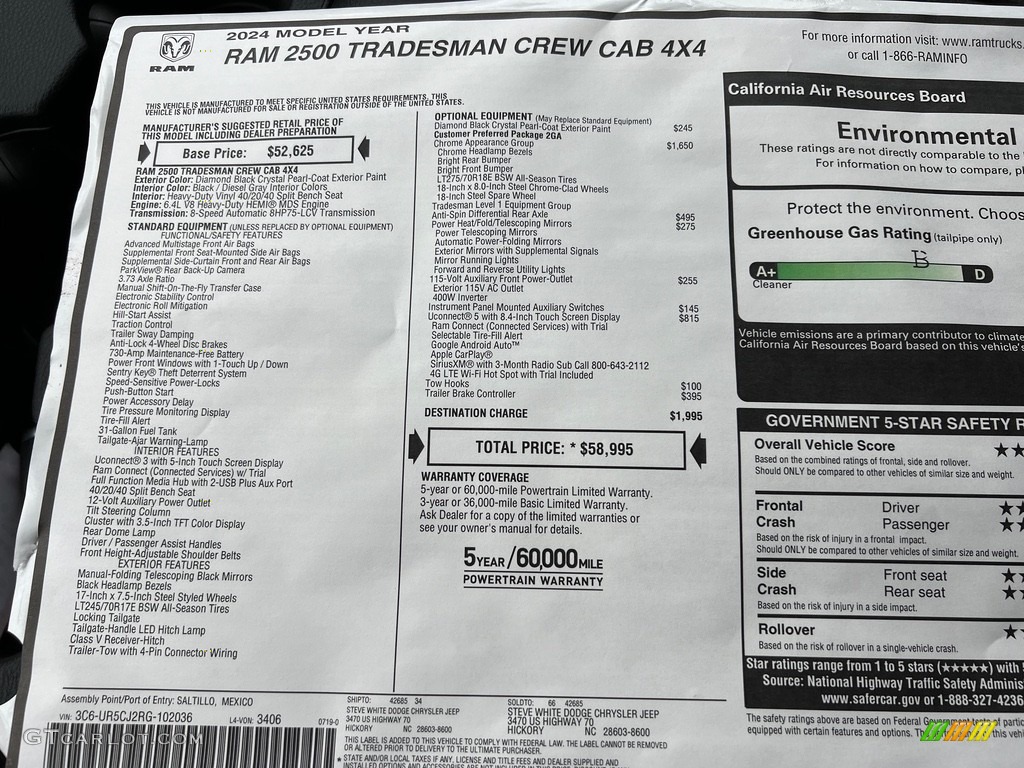 RAM
2024 MODEL YEAR
RAM 2500 TRADESMAN CREW CAB 4X4
For more information visit: www.ramtrucks.
or call 1-866-RAMINFO
THIS VEHICLE IS MANUFACTURED TO MEET SPECIFIC UNITED STATES REQUIREMENTS. THIS
VEHICLE IS NOT MANUFACTURED FOR SALE OR REGISTRATION OUTSIDE OF THE UNITED STATES.
MANUFACTURER'S SUGGESTED RETAIL PRICE OF
THIS MODEL INCLUDING DEALER PREPARATION
Base Price: $52,625
RAM 2500 TRADESMAN CREW CAB 4X4
Exterior Color: Diamond Black Crystal Pearl-Coat Exterior Paint
Interior Color: Black / Diesel Gray Interior Colors
Interior: Heavy-Duty Vinyl 40/20/40 Split Bench Seat
Engine: 6.4L V8 Heavy-Duty HEMI® MDS Engine
Transmission: 8-Speed Automatic 8HP75-LCV Transmission
STANDARD EQUIPMENT (UNLESS REPLACED BY OPTIONAL EQUIPMENT)
FUNCTIONAL/SAFETY FEATURES
Advanced Multistage Front Air Bags
Supplemental Front Seat-Mounted Side Air Bags
Supplemental Side-Curtain Front and Rear Air Bags
ParkView® Rear Back-Up Camera
3.73 Axle Ratio
Manual Shift-On-The-Fly Transfer Case
Electronic Stability Control
Electronic Roll Mitigation
Hill-Start Assist
Traction Control
Trailer Sway Damping
Anti-Lock 4-Wheel Disc Brakes
730-Amp Maintenance-Free Battery
Power Front Windows with 1-Touch Up / Down
Sentry Key® Theft Deterrent System
Speed-Sensitive Power-Locks
Push-Button Start
Power Accessory Delay
Tire Pressure Monitoring Display
Tire-Fill Alert
31-Gallon Fuel Tank
Tailgate-Ajar Warning-Lamp
INTERIOR FEATURES
Uconnect® 3 with 5-Inch Touch Screen Display
Ram Connect (Connected Services) w/ Trial
Full Function Media Hub with 2-USB Plus Aux Port
40/20/40 Split Bench Seat
12-Volt Auxiliary Power Outlet
Tilt Steering Column
Cluster with 3.5-Inch TFT Color Display
Rear Dome Lamp
Driver / Passenger Assist Handles
Front Height-Adjustable Shoulder Belts
EXTERIOR FEATURES
Manual-Folding Telescoping Black Mirrors
Black Headlamp Bezels
17-Inch x 7.5-Inch Steel Styled Wheels
LT245/70R17E BSW All-Season Tires
Locking Tailgate
Tailgate-Handle LED Hitch Lamp
Class V Receiver-Hitch
Trailer-Tow with 4-Pin Connector Wiring
OPTIONAL EQUIPMENT (May Replace Standard Equipment)
Diamond Black Crystal Pearl-Coat Exterior Paint $245
Customer Preferred Package 2GA
Chrome Appearance Group $1,650
Chrome Headlamp Bezels
Bright Rear Bumper
Bright Front Bumper
LT275/70R18E BSW All-Season Tires
18-Inch x 8.0-Inch Steel Chrome-Clad Wheels
18-Inch Steel Spare Wheel
Tradesman Level 1 Equipment Group
Anti-Spin Differential Rear Axle $495
Power Heat/Fold/Telescoping Mirrors $275
Power Telescoping Mirrors
Automatic Power-Folding Mirrors
Exterior Mirrors with Supplemental Signals
Mirror Running Lights
Forward and Reverse Utility Lights
115-Volt Auxiliary Front Power-Outlet $255
Exterior 115V AC Outlet
400W Inverter
Instrument Panel Mounted Auxiliary Switches $145
Uconnect® 5 with 8.4-Inch Touch Screen Display $815
Ram Connect (Connected Services) with Trial
Selectable Tire-Fill Alert
Google Android Auto™
Apple CarPlay®
SiriusXM® with 3-Month Radio Sub Call 800-643-2112
4G LTE Wi-Fi Hot Spot with Trial Included
Tow Hooks $100
Trailer Brake Controller $395
DESTINATION CHARGE $1,995
TOTAL PRICE: * $58,995
WARRANTY COVERAGE
5-year or 60,000-mile Powertrain Limited Warranty.
3-year or 36,000-mile Basic Limited Warranty.
Ask Dealer for a copy of the limited warranties or
see your owner's manual for details.
5YEAR/60000MILE
POWERTRAIN WARRANTY
California Air Resources Board
Environmental
These ratings are not directly comparable to the
For information on how to compare, pl
Protect the environment. Choos
Greenhouse Gas Rating (tailpipe only)
B
A+ D
Cleaner
Vehicle emissions are a primary contributor to climate
California Air Resources Board based on this vehicle's
GOVERNMENT 5-STAR SAFETY R
Overall Vehicle Score ★★
Based on the combined ratings of frontal, side and rollover.
Should ONLY be compared to other vehicles of similar size and weight.
Frontal Driver ★★
Crash Passenger ★★
Based on the risk of injury in a frontal impact.
Should ONLY be compared to other vehicles of similar size and weight.
Side Front seat ★★
Crash Rear seat ★★
Based on the risk of injury in a side impact.
Rollover ★
Based on the risk of rollover in a single-vehicle crash.
Star ratings range from 1 to 5 stars (★★★★★) with 5
Source: National Highway Traffic Safety Adminis
www.safercar.gov or 1-888-327-4236
The safety ratings above are based on Federal Government tests of partic
equipped with certain features and options. this vehi
Assembly Point/Port of Entry: SALTILLO, MEXICO
VIN: 3C6-UR5CJ2RG-102036 L4-VON: 3406 0719-0
SHIPTO: 42685 34
STEVE WHITE DODGE CHRYSLER JEEP
3470 US HIGHWAY 70
HICKORY NC 28603-8600
SOLDTO: 66 42685
STEVE WHITE DODGE CHRYSLER JEEP
3470 US HIGHWAY 70
HICKORY NC 28603-8600
THIS LABEL IS ADDED TO THIS VEHICLE TO COMPLY WITH FEDERAL LAW. THE LABEL CANNOT BE REMOVED
OR ALTERED PRIOR TO DELIVERY TO THE ULTIMATE PURCHASER.
* STATE AND/OR LOCAL TAXES IF ANY, LICENSE AND TITLE FEES AND DEALER SUPPLIED AND
GTcarlot.com